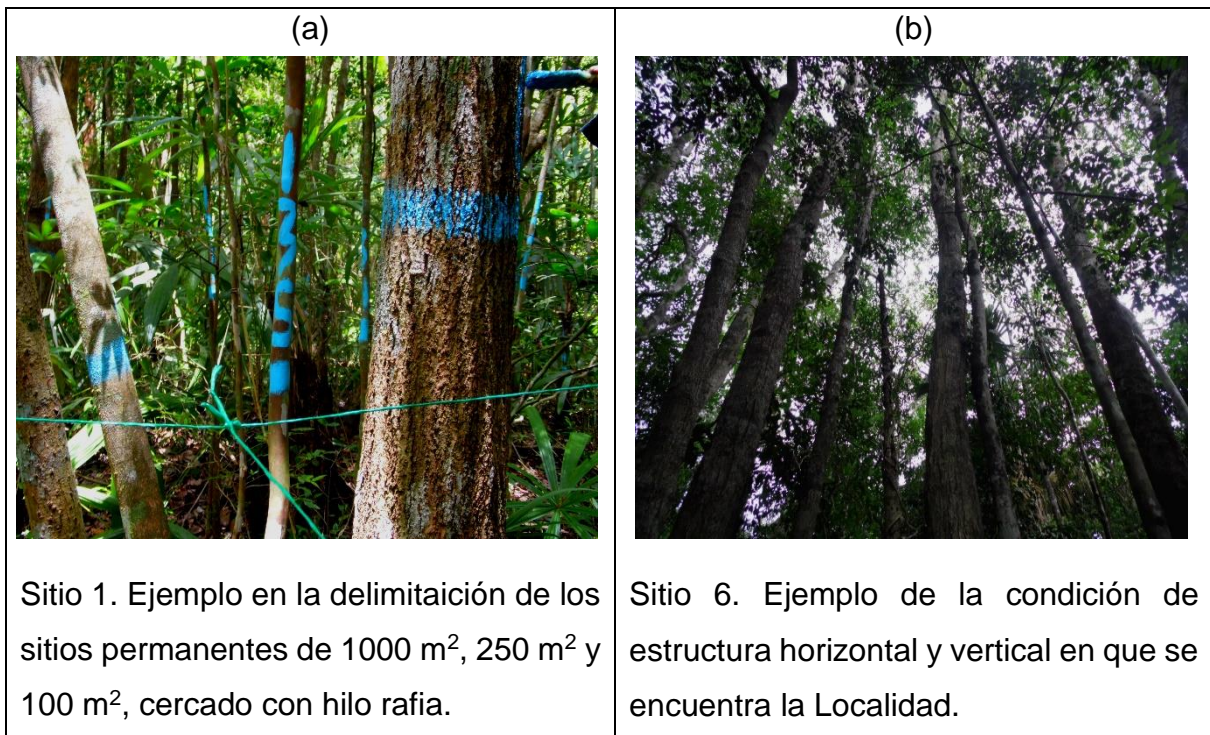 (a)
Sitio 1. Ejemplo en la delimitaición de los
sitios permanentes de 1000 m², 250 m² y
100 m², cercado con hilo rafia.
(b)
Sitio 6. Ejemplo de la condición de
estructura horizontal y vertical en que se
encuentra la Localidad.